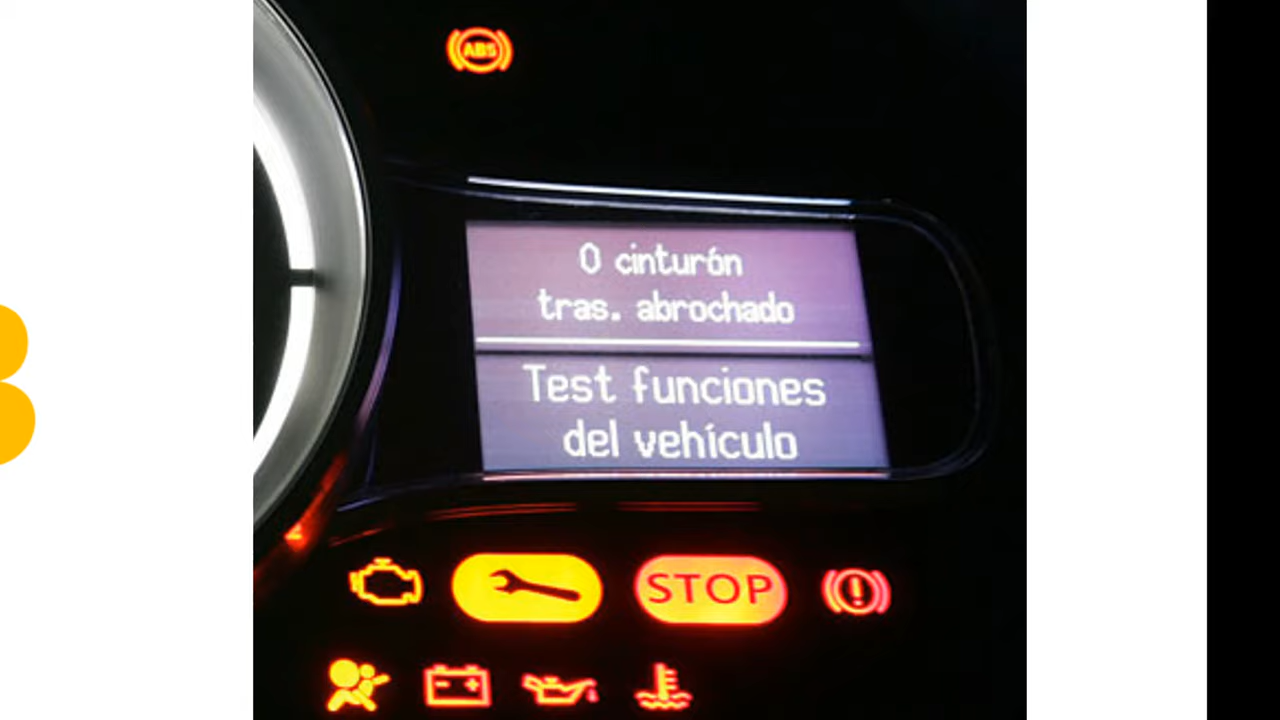 ABS
0 cinturón
tras. abrochado
Test funciones
del vehículo
STOP